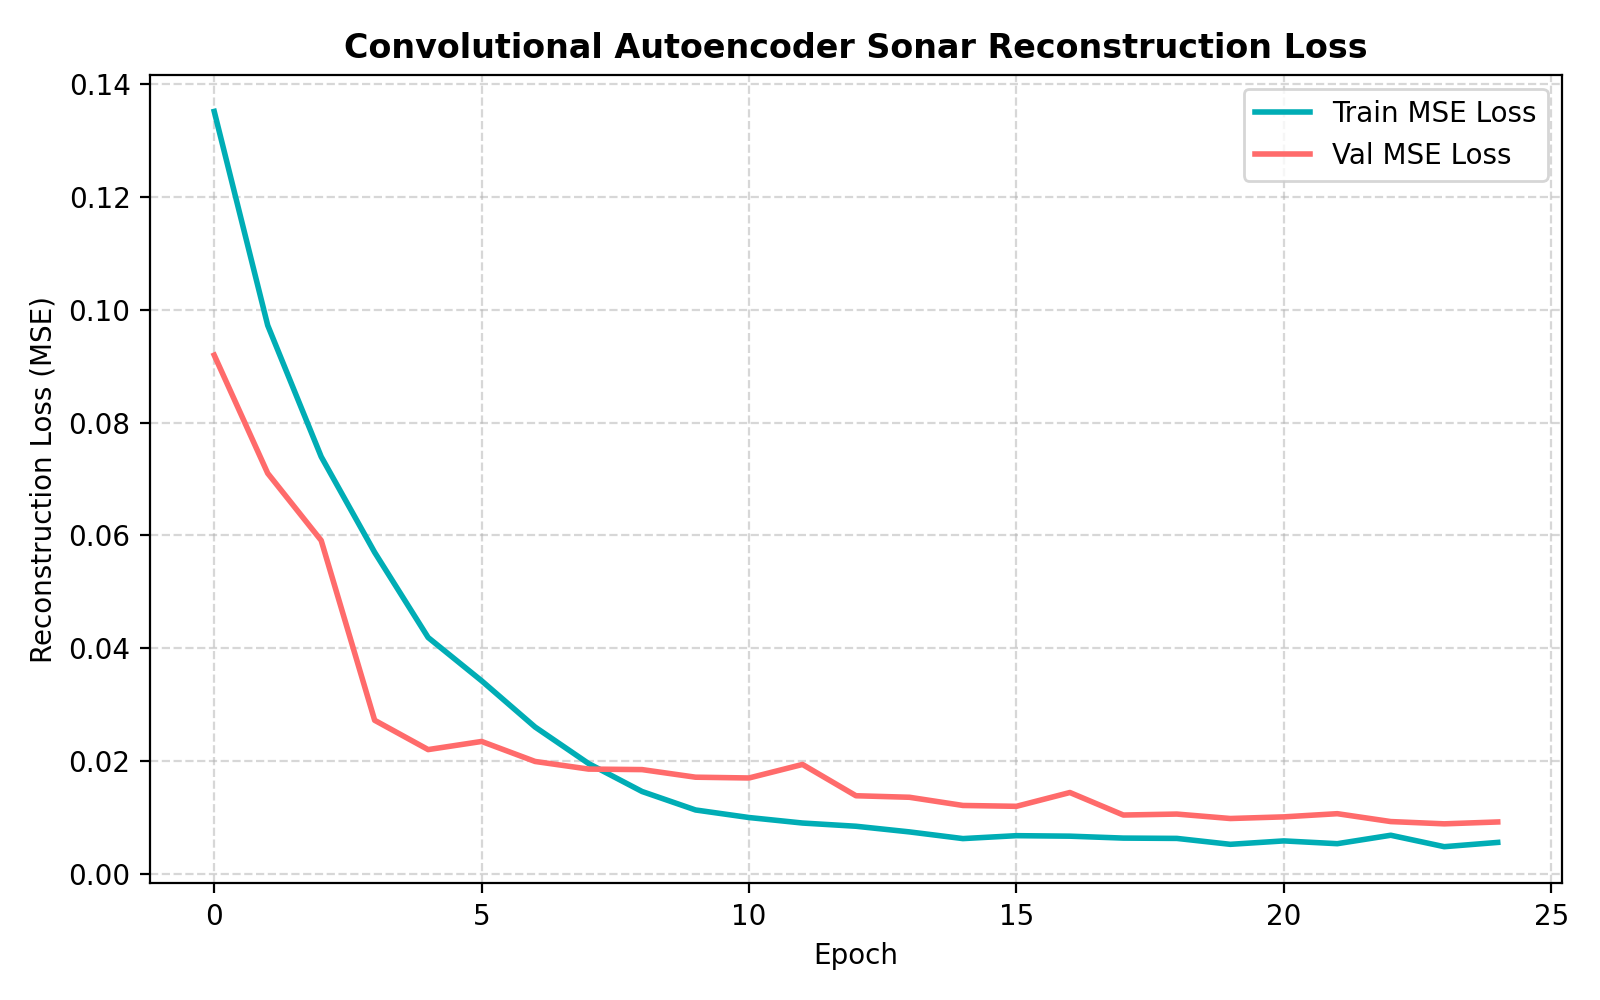 Convolutional Autoencoder Sonar Reconstruction Loss
Train MSE Loss
Val MSE Loss
Reconstruction Loss (MSE)
0.14
0.12
0.10
0.08
0.06
0.04
0.02
0.00
0 5 10 15 20 25
Epoch